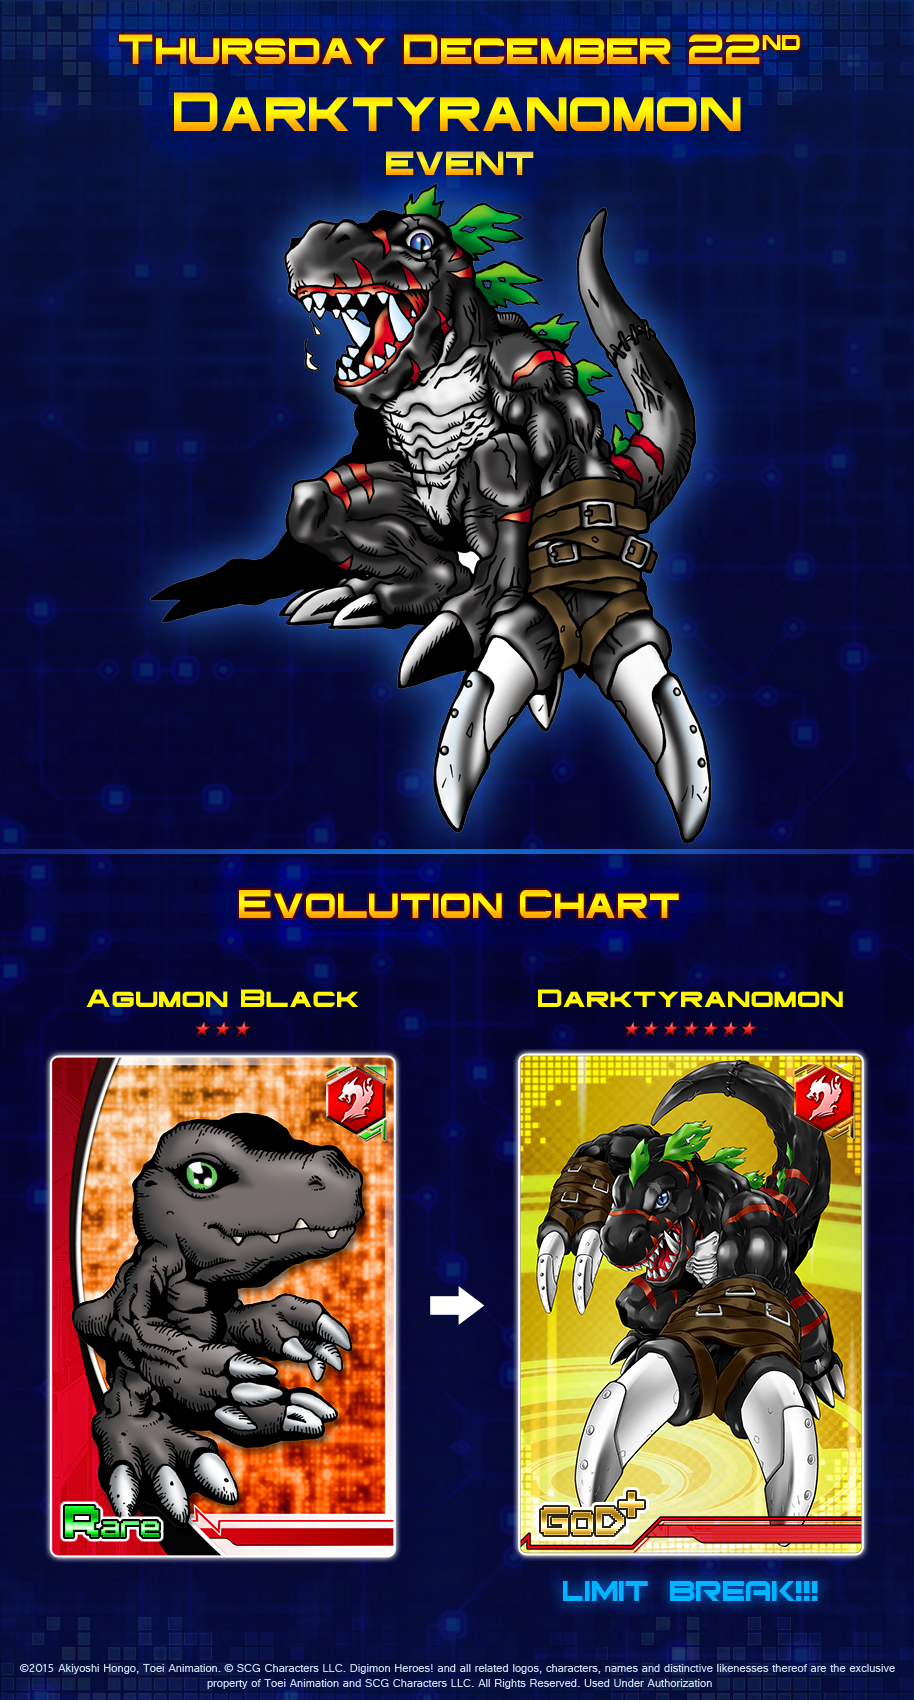 Thursday December 22nd
Darktyranomon
Event
Evolution Chart
Agumon Black
Darktyranomon
Rare
GoD+
LIMIT BREAK!!!
©2015 Akiyoshi Hongo, Toei Animation. © SCG Characters LLC. Digimon Heroes! and all related logos, characters, names and distinctive likenesses thereof are the exclusive
property of Toei Animation and SCG Characters LLC. All Rights Reserved. Used Under Authorization